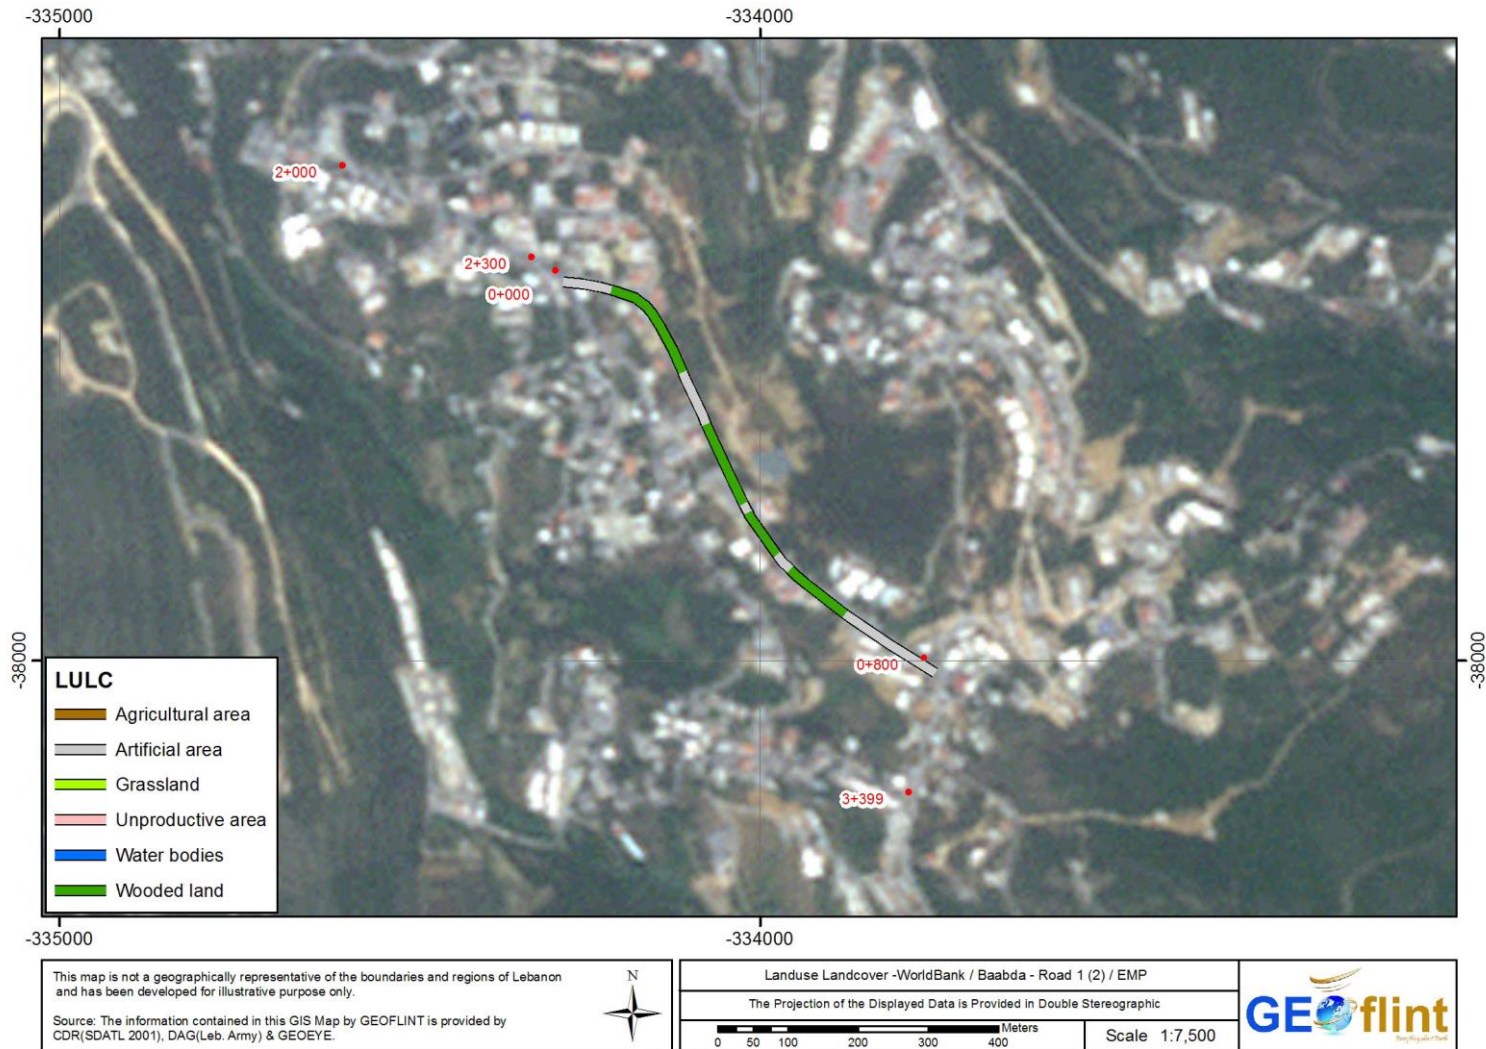 -335000
-334000
2+000
2+300
0+000
-38000
-38000
0+800
3+399
LULC
Agricultural area
Artificial area
Grassland
Unproductive area
Water bodies
Wooded land
-335000
-334000
This map is not a geographically representative of the boundaries and regions of Lebanon
and has been developed for illustrative purpose only.
Source: The information contained in this GIS Map by GEOFLINT is provided by
CDR(SDATL 2001), DAG(Leb. Army) & GEOEYE.
N
Landuse Landcover -WorldBank / Baabda - Road 1 (2) / EMP
The Projection of the Displayed Data is Provided in Double Stereographic
Meters
0 50 100 200 300 400
Scale 1:7,500
GEOflint